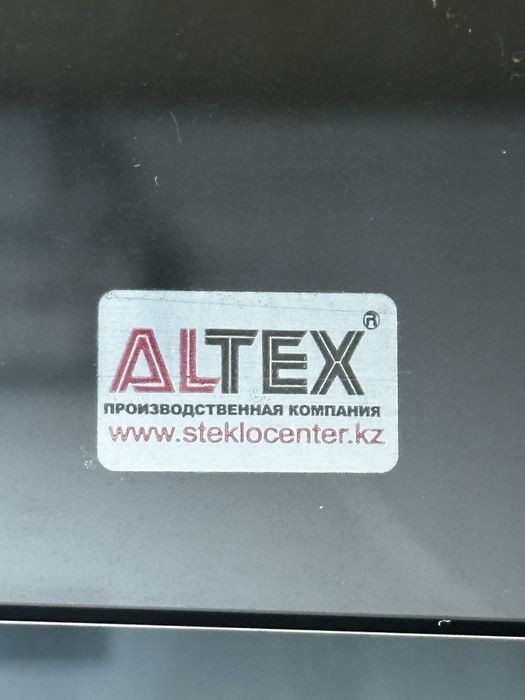 ALTEX®
ПРОИЗВОДСТВЕННАЯ КОМПАНИЯ
www.steklocenter.kz